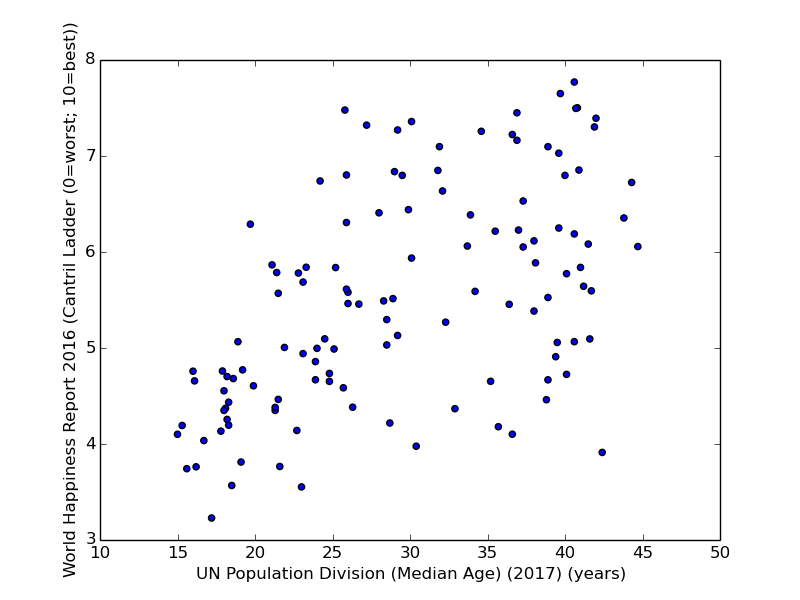 World Happiness Report 2016 (Cantril Ladder (0=worst; 10=best))
8
7
6
5
4
3
10 15 20 25 30 35 40 45 50
UN Population Division (Median Age) (2017) (years)